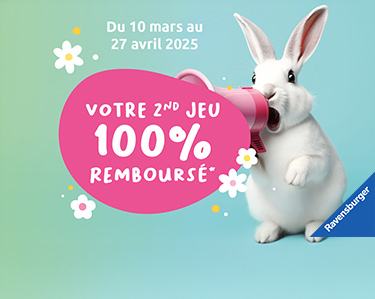 Du 10 mars au
27 avril 2025
VOTRE 2ND JEU
100%
REMBOURSÉ*
Ravensburger